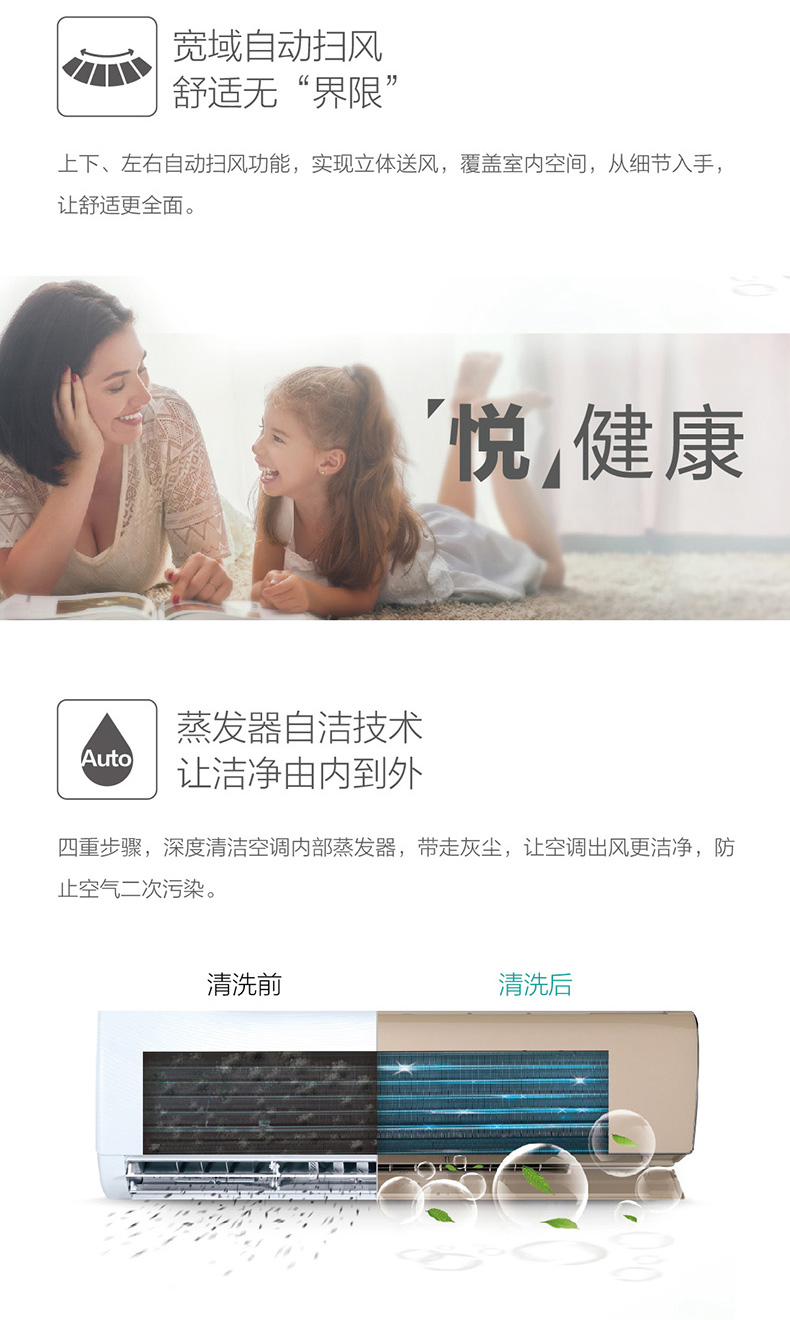 宽域自动扫风
舒适无“界限”
上下、左右自动扫风功能，实现立体送风，覆盖室内空间，从细节入手，
让舒适更全面。
「悦」健康
Auto
蒸发器自洁技术
让洁净由内到外
四重步骤，深度清洁空调内部蒸发器，带走灰尘，让空调出风更洁净，防
止空气二次污染。
清洗前
清洗后